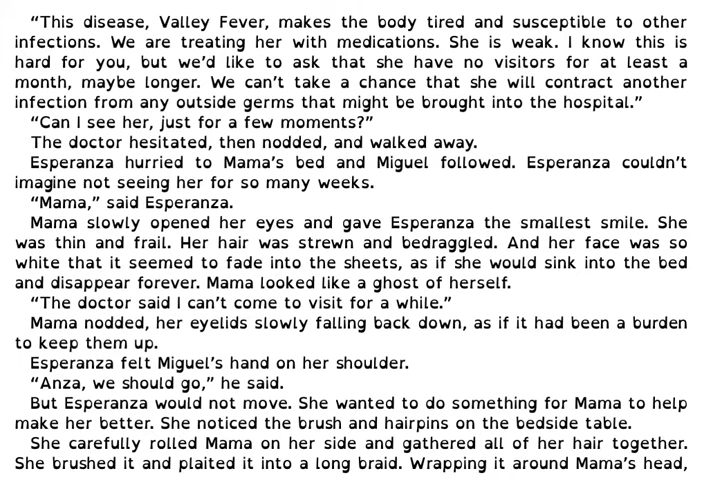 “This disease, Valley Fever, makes the body tired and susceptible to other
infections. We are treating her with medications. She is weak. I know this is
hard for you, but we’d like to ask that she have no visitors for at least a
month, maybe longer. We can’t take a chance that she will contract another
infection from any outside germs that might be brought into the hospital.”
“Can I see her, just for a few moments?”
The doctor hesitated, then nodded, and walked away.
Esperanza hurried to Mama’s bed and Miguel followed. Esperanza couldn’t
imagine not seeing her for so many weeks.
“Mama,” said Esperanza.
Mama slowly opened her eyes and gave Esperanza the smallest smile. She
was thin and frail. Her hair was strewn and bedraggled. And her face was so
white that it seemed to fade into the sheets, as if she would sink into the bed
and disappear forever. Mama looked like a ghost of herself.
“The doctor said I can’t come to visit for a while.”
Mama nodded, her eyelids slowly falling back down, as if it had been a burden
to keep them up.
Esperanza felt Miguel’s hand on her shoulder.
“Anza, we should go,” he said.
But Esperanza would not move. She wanted to do something for Mama to help
make her better. She noticed the brush and hairpins on the bedside table.
She carefully rolled Mama on her side and gathered all of her hair together.
She brushed it and plaited it into a long braid. Wrapping it around Mama’s head,